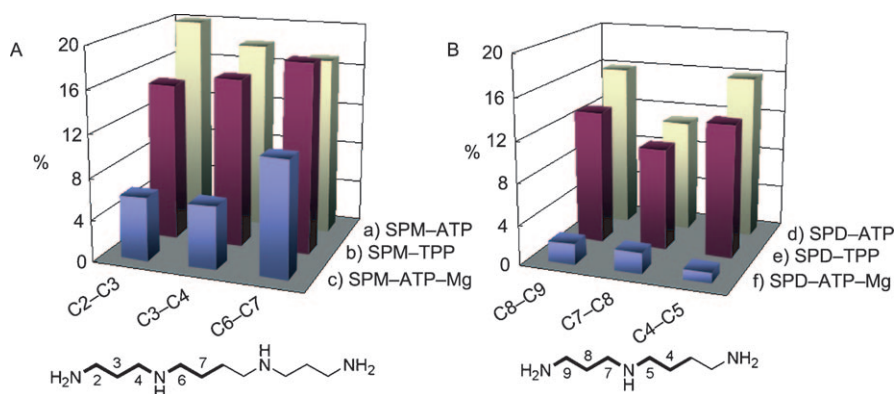 A
20
16
12
8
4
0
%
a) SPM–ATP
b) SPM–TPP
c) SPM–ATP–Mg
C2–C3
C3–C4
C6–C7
H2N
2
3
4
N
H
6
7
H
N
NH2
B
20
16
12
8
4
0
%
d) SPD–ATP
e) SPD–TPP
f) SPD–ATP–Mg
C8–C9
C7–C8
C4–C5
H2N
9
8
7
N
H
5
4
NH2